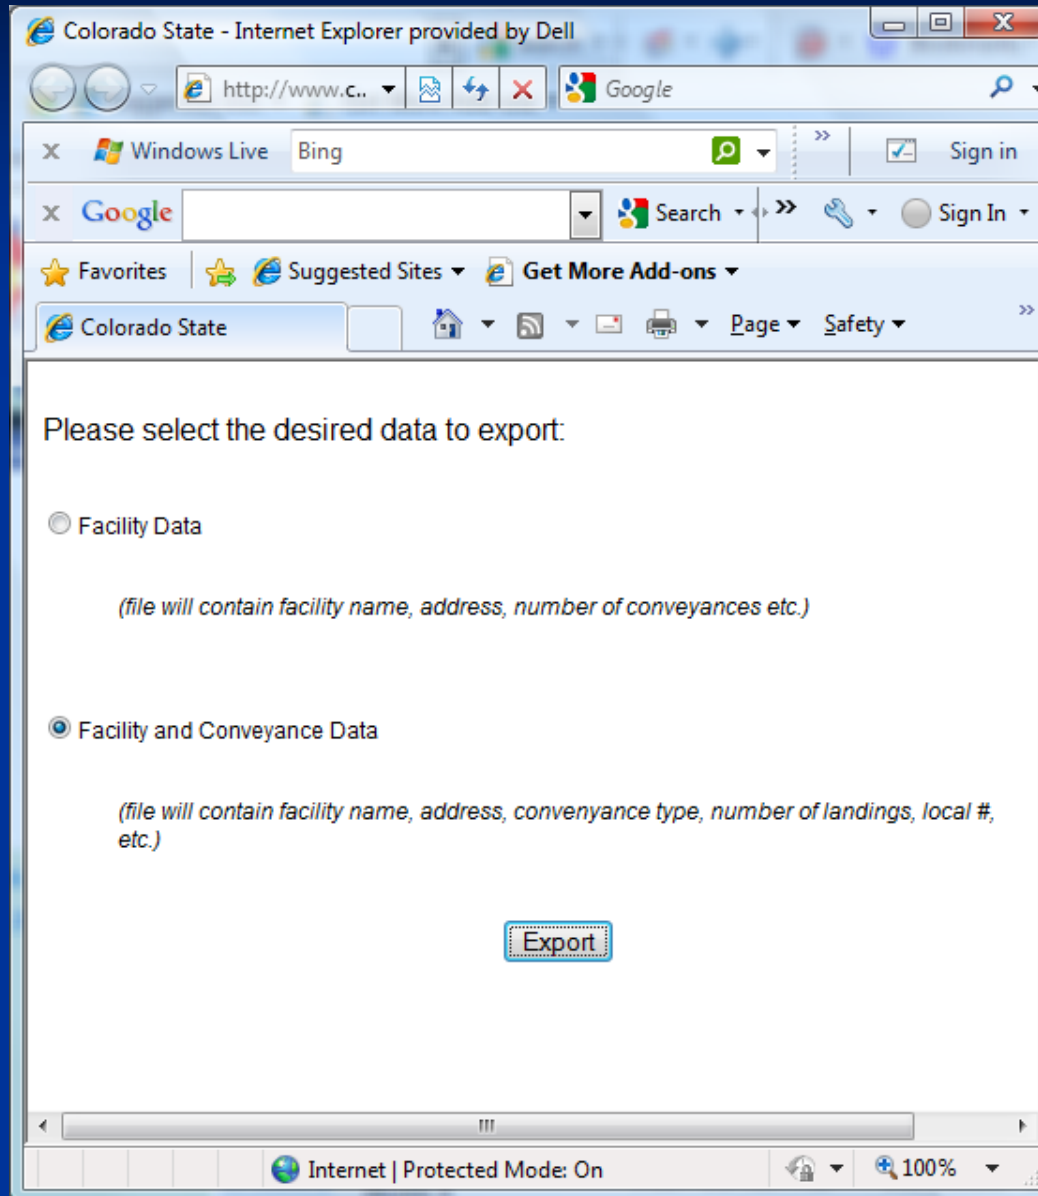 Colorado State - Internet Explorer provided by Dell
http://www.c.. Google
Windows Live Bing Sign in
Google Search Sign In
Favorites Suggested Sites Get More Add-ons
Colorado State Page Safety
Please select the desired data to export:
Facility Data
(file will contain facility name, address, number of conveyances etc.)
Facility and Conveyance Data
(file will contain facility name, address, convenyance type, number of landings, local #,
etc.)
Export
Internet | Protected Mode: On 100%